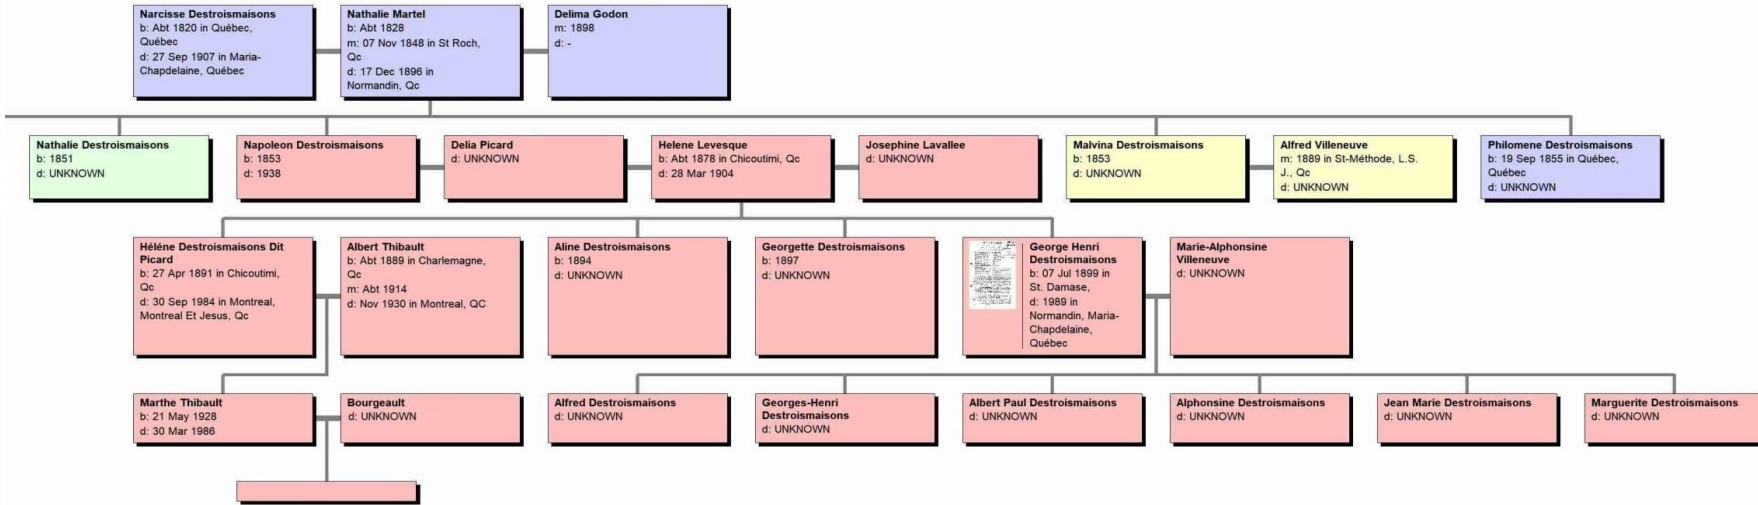 Narcisse Destroismaisons
b: Abt 1820 in Québec,
Québec
d: 27 Sep 1907 in Maria-
Chapdelaine, Québec
Nathalie Martel
b: Abt 1828
m: 07 Nov 1848 in St Roch,
Qc
d: 17 Dec 1896 in
Normandin, Qc
Delima Godon
m: 1898
d: -
Nathalie Destroismaisons
b: 1851
d: UNKNOWN
Napoleon Destroismaisons
b: 1853
d: 1938
Delia Picard
d: UNKNOWN
Helene Levesque
b: Abt 1878 in Chicoutimi, Qc
d: 28 Mar 1904
Josephine Lavallee
d: UNKNOWN
Malvina Destroismaisons
b: 1853
d: UNKNOWN
Alfred Villeneuve
m: 1889 in St-Méthode, L.S.
J., Qc
d: UNKNOWN
Philomene Destroismaisons
b: 19 Sep 1855 in Québec,
Québec
d: UNKNOWN
Héléne Destroismaisons Dit
Picard
b: 27 Apr 1891 in Chicoutimi,
Qc
d: 30 Sep 1984 in Montreal,
Montreal Et Jesus, Qc
Albert Thibault
b: Abt 1889 in Charlemagne,
Qc
m: Abt 1914
d: Nov 1930 in Montreal, QC
Aline Destroismaisons
b: 1894
d: UNKNOWN
Georgette Destroismaisons
b: 1897
d: UNKNOWN
George Henri
Destroismaisons
b: 07 Jul 1899 in
St. Damase,
d: 1989 in
Normandin, Maria-
Chapdelaine,
Québec
Marie-Alphonsine
Villeneuve
d: UNKNOWN
Marthe Thibault
b: 21 May 1928
d: 30 Mar 1986
Bourgeault
d: UNKNOWN
Alfred Destroismaisons
d: UNKNOWN
Georges-Henri
Destroismaisons
d: UNKNOWN
Albert Paul Destroismaisons
d: UNKNOWN
Alphonsine Destroismaisons
d: UNKNOWN
Jean Marie Destroismaisons
d: UNKNOWN
Marguerite Destroismaisons
d: UNKNOWN